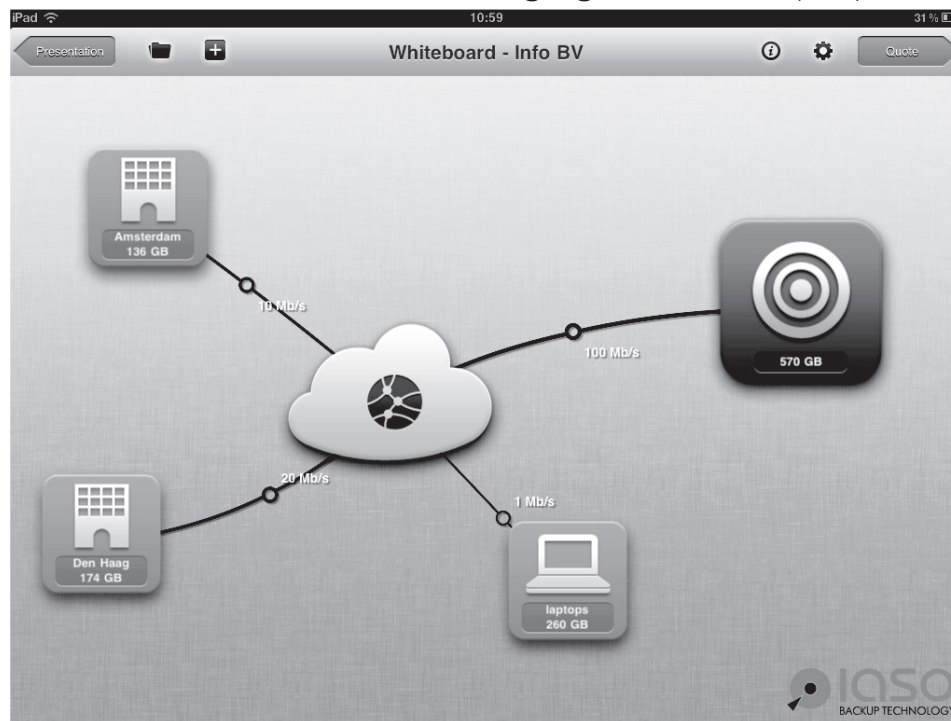 iPad 10:59 31 %
Presentation Whiteboard - Info BV Quote
Amsterdam
136 GB
10 Mb/s
100 Mb/s
570 GB
20 Mb/s
Den Haag
174 GB
1 Mb/s
laptops
260 GB
IASO
BACKUP TECHNOLOG